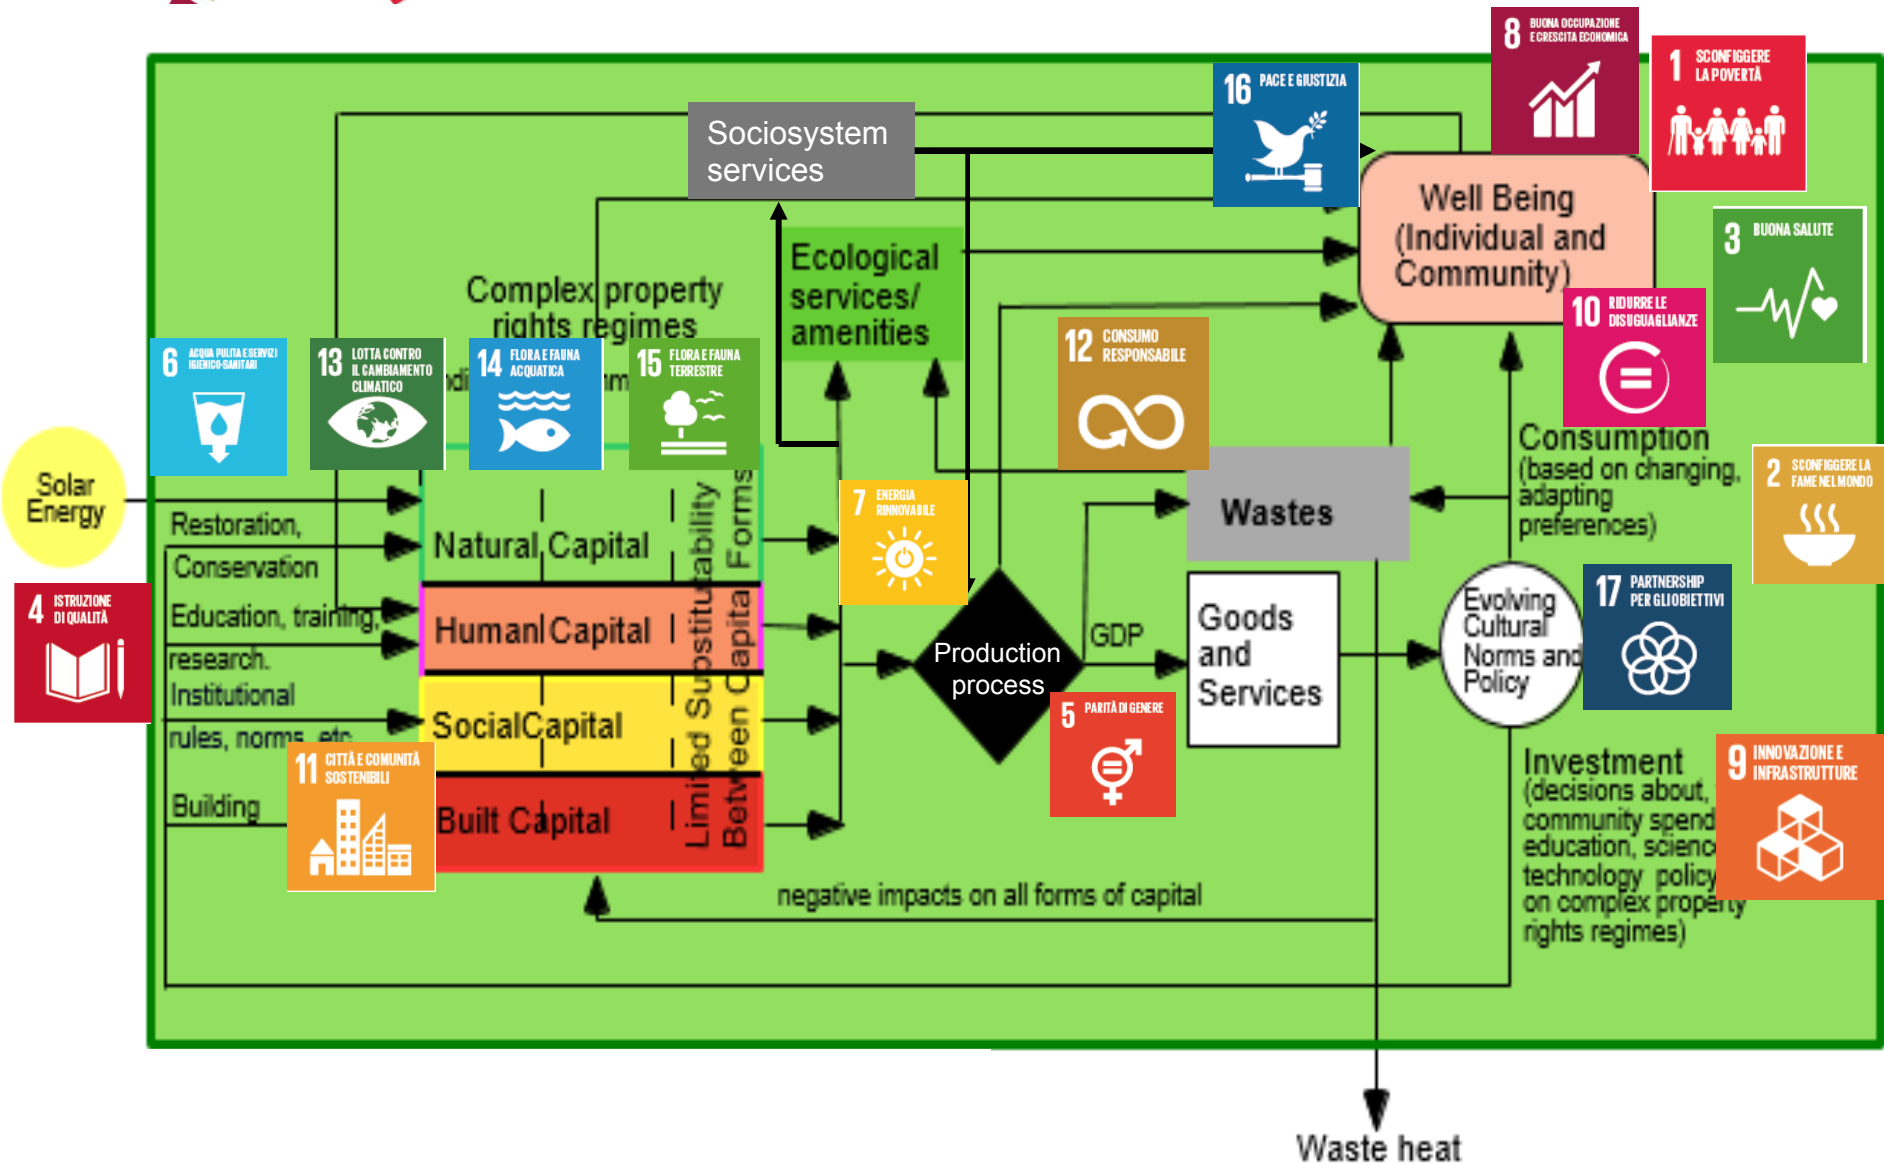 8 BUONA OCCUPAZIONE
E CRESCITA ECONOMICA
1 SCONFIGGERE
LA POVERTÀ
16 PACE E GIUSTIZIA
Sociosystem
services
Well Being
(Individual and
Community)
3 BUONA SALUTE
Ecological
services/
amenities
Complex property
rights regimes
10 RIDURRE LE
DISUGUAGLIANZE
12 CONSUMO
RESPONSABILE
6 ACQUA PULITA E SERVIZI
IGIENICO-SANITARI
13 LOTTA CONTRO
IL CAMBIAMENTO
CLIMATICO
14 FLORA E FAUNA
ACQUATICA
15 FLORA E FAUNA
TERRESTRE
Consumption
(based on changing,
adapting
preferences)
2 SCONFIGGERE LA
FAME NEL MONDO
Solar
Energy
7 ENERGIA
RINNOVABILE
Wastes
Restoration,
Conservation
Natural Capital
Limited Substitutability
Between Capital Forms
4 ISTRUZIONE
DI QUALITÀ
Education, training,
research.
Human Capital
Production
process
GDP
Goods
and
Services
Evolving
Cultural
Norms and
Policy
17 PARTNERSHIP
PER GLI OBIETTIVI
Institutional
rules, norms, etc.
Social Capital
5 PARITÀ DI GENERE
11 CITTÀ E COMUNITÀ
SOSTENIBILI
Building
Built Capital
Investment
(decisions about,
community spend
education, scienc
technology policy
on complex property
rights regimes)
9 INNOVAZIONE E
INFRASTRUTTURE
negative impacts on all forms of capital
Waste heat